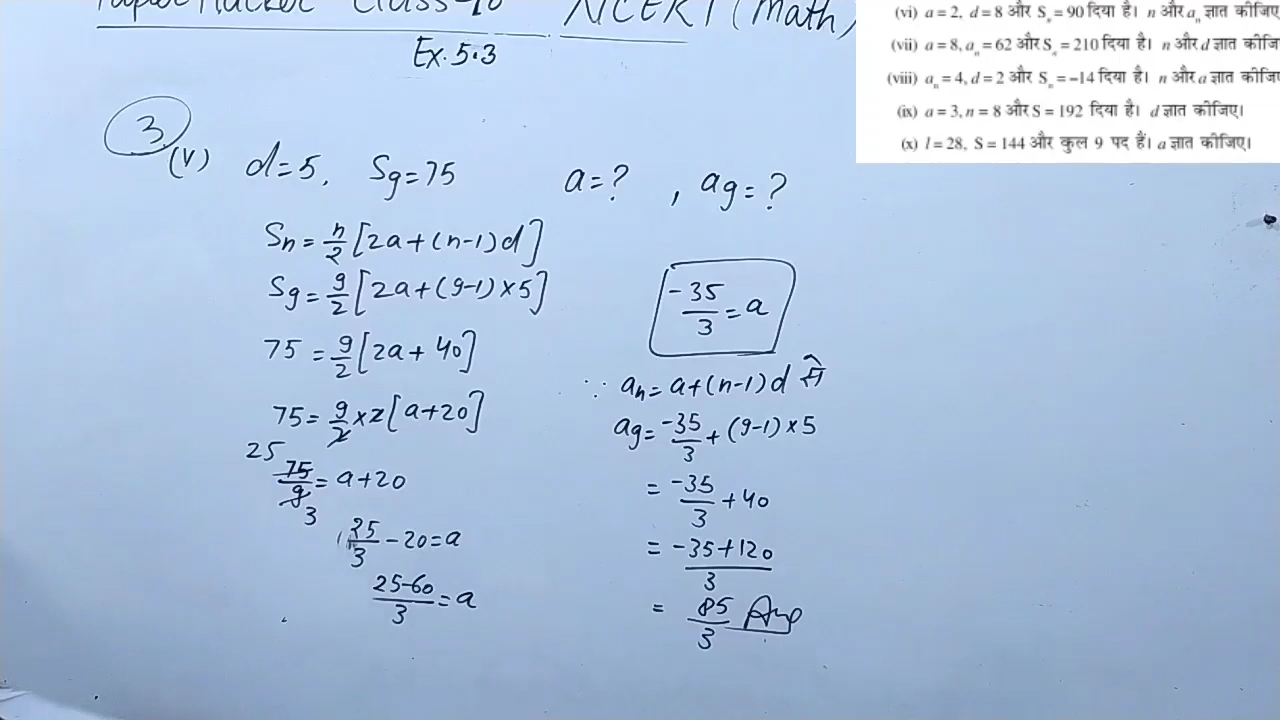 Class-10 NCERT (Math)
Ex. 5.3
(vi) a = 2, d = 8 और Sₙ = 90 दिया है। n और aₙ ज्ञात कीजिए
(vii) a = 8, aₙ = 62 और Sₙ = 210 दिया है। n और d ज्ञात
(viii) aₙ = 4, d = 2 और Sₙ = –14 दिया है। n और a ज्ञात
(ix) a = 3, n = 8 और S = 192 दिया है। d ज्ञात कीजिए।
(x) l = 28, S = 144 और कुल 9 पद हैं। a ज्ञात कीजिए।
3
(v) d=5, S9=75 a=? , a9=?
Sn = n/2 [2a+(n-1)d]
S9 = 9/2 [2a+(9-1)×5]
75 = 9/2 [2a+40]
75 = 9/2 ×2 [a+20]
25
75/9 = a+20
3
25/3 - 20 = a
25-60/3 = a
-35/3 = a
∵ an = a+(n-1)d से
a9 = -35/3 + (9-1)×5
= -35/3 + 40
= -35+120/3
= 85/3 Ans